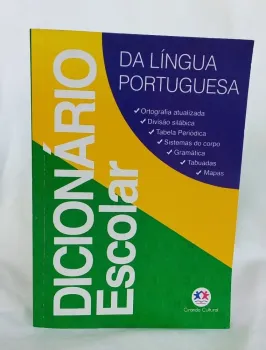 DICIONÁRIO
Escolar
DA LÍNGUA
PORTUGUESA
Ortografia atualizada
Divisão silábica
Tabela Periódica
Sistemas do corpo
Gramática
Tabuadas
Mapas
Ciranda Cultural